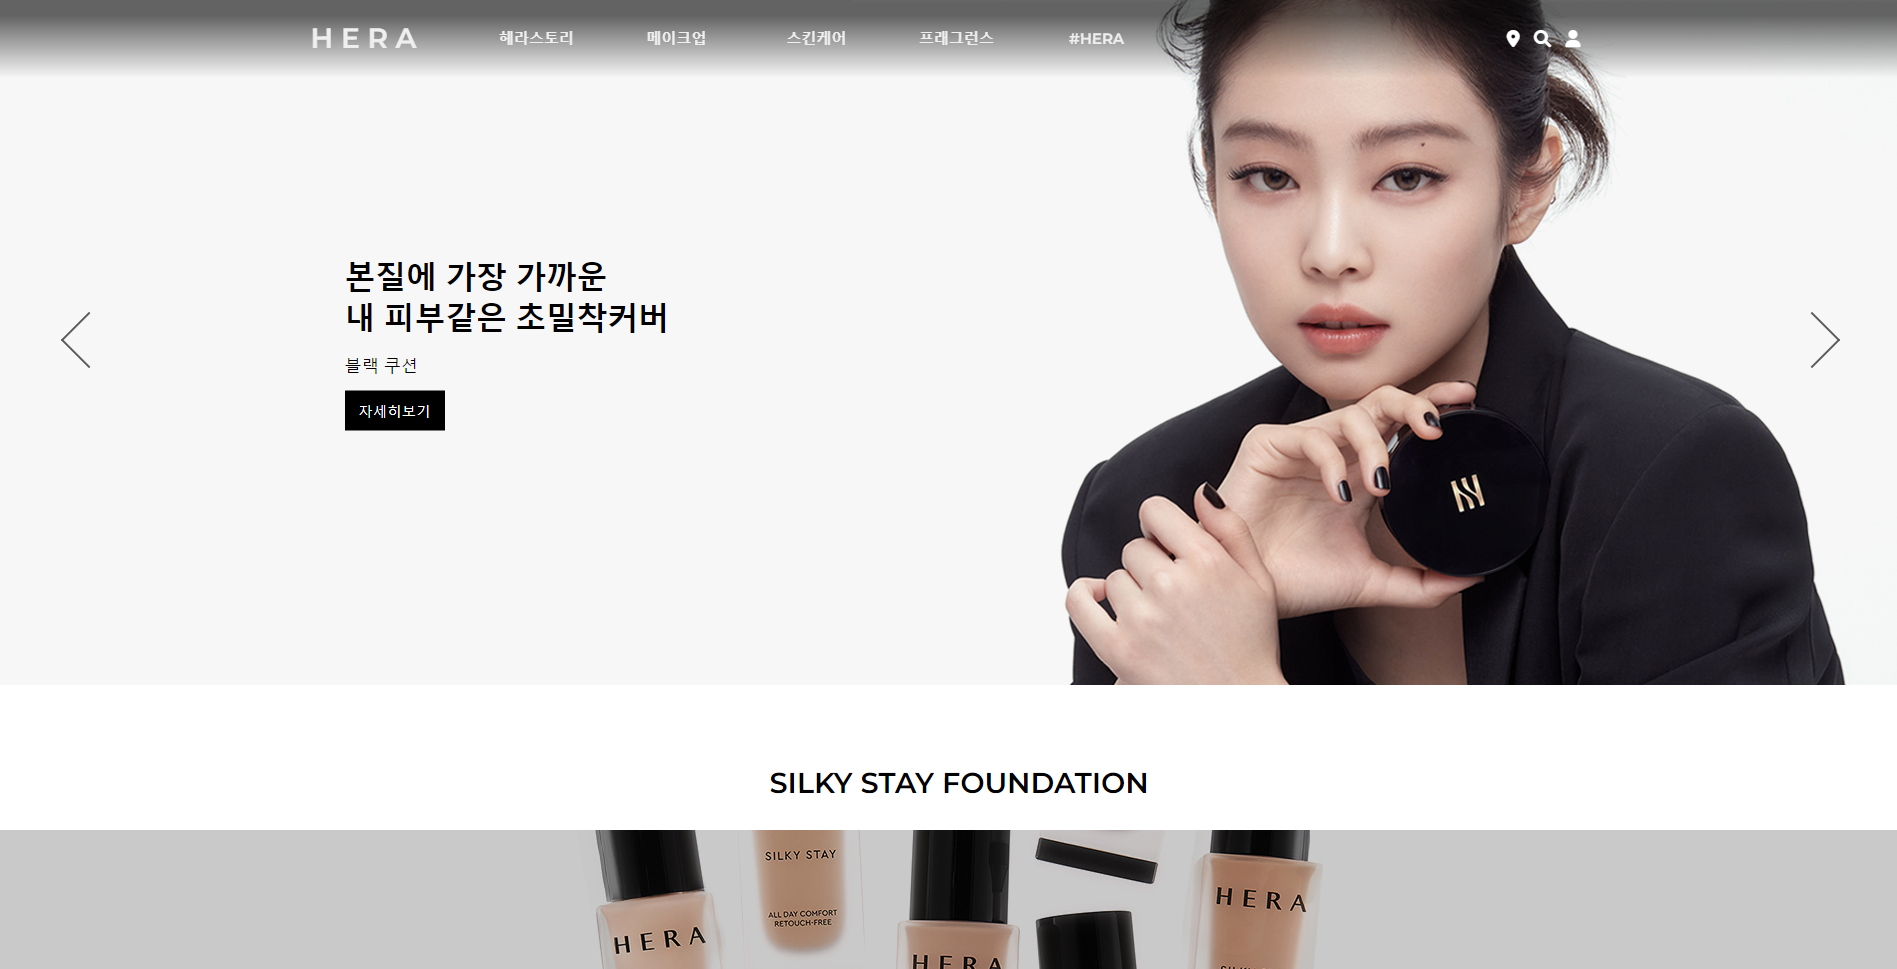 HERA
헤라스토리
메이크업
스킨케어
프래그런스
#HERA
본질에 가장 가까운
내 피부같은 초밀착커버
블랙 쿠션
자세히보기
SILKY STAY FOUNDATION
SILKY STAY
ALL DAY COMFORT
RETOUCH-FREE
HERA
HERA
HERA